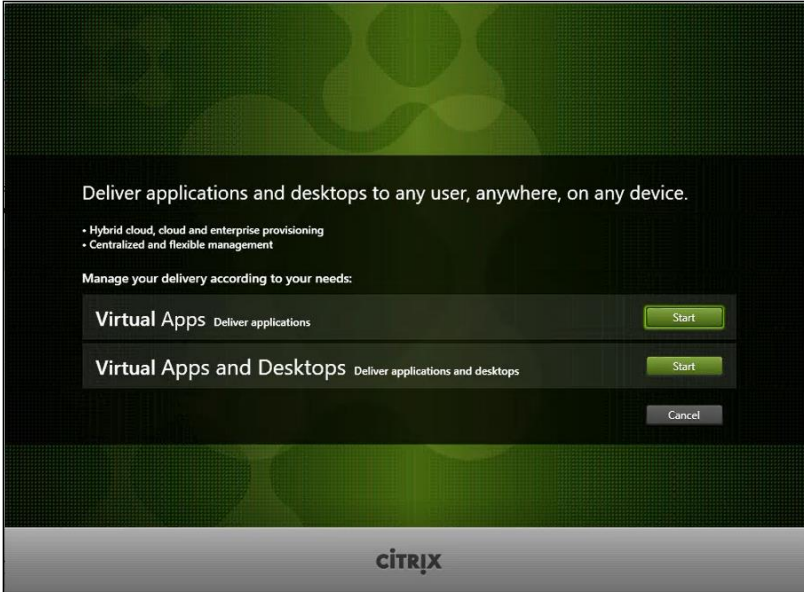 Deliver applications and desktops to any user, anywhere, on any device.
• Hybrid cloud, cloud and enterprise provisioning
• Centralized and flexible management
Manage your delivery according to your needs:
Virtual Apps Deliver applications Start
Virtual Apps and Desktops Deliver applications and desktops Start
Cancel
CITRIX